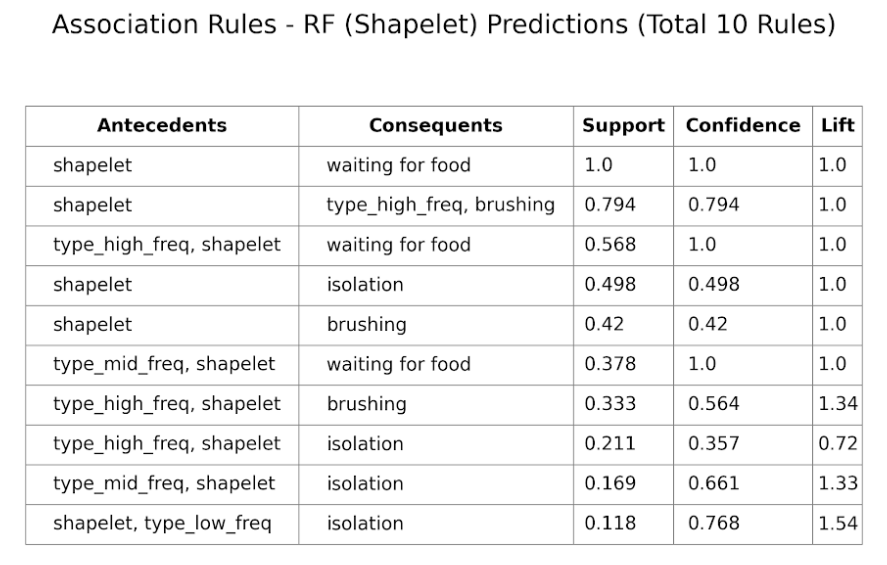 Association Rules - RF (Shapelet) Predictions (Total 10 Rules)
Antecedents Consequents Support Confidence Lift
shapelet waiting for food 1.0 1.0 1.0
shapelet type_high_freq, brushing 0.794 0.794 1.0
type_high_freq, shapelet waiting for food 0.568 1.0 1.0
shapelet isolation 0.498 0.498 1.0
shapelet brushing 0.42 0.42 1.0
type_mid_freq, shapelet waiting for food 0.378 1.0 1.0
type_high_freq, shapelet brushing 0.333 0.564 1.34
type_high_freq, shapelet isolation 0.211 0.357 0.72
type_mid_freq, shapelet isolation 0.169 0.661 1.33
shapelet, type_low_freq isolation 0.118 0.768 1.54